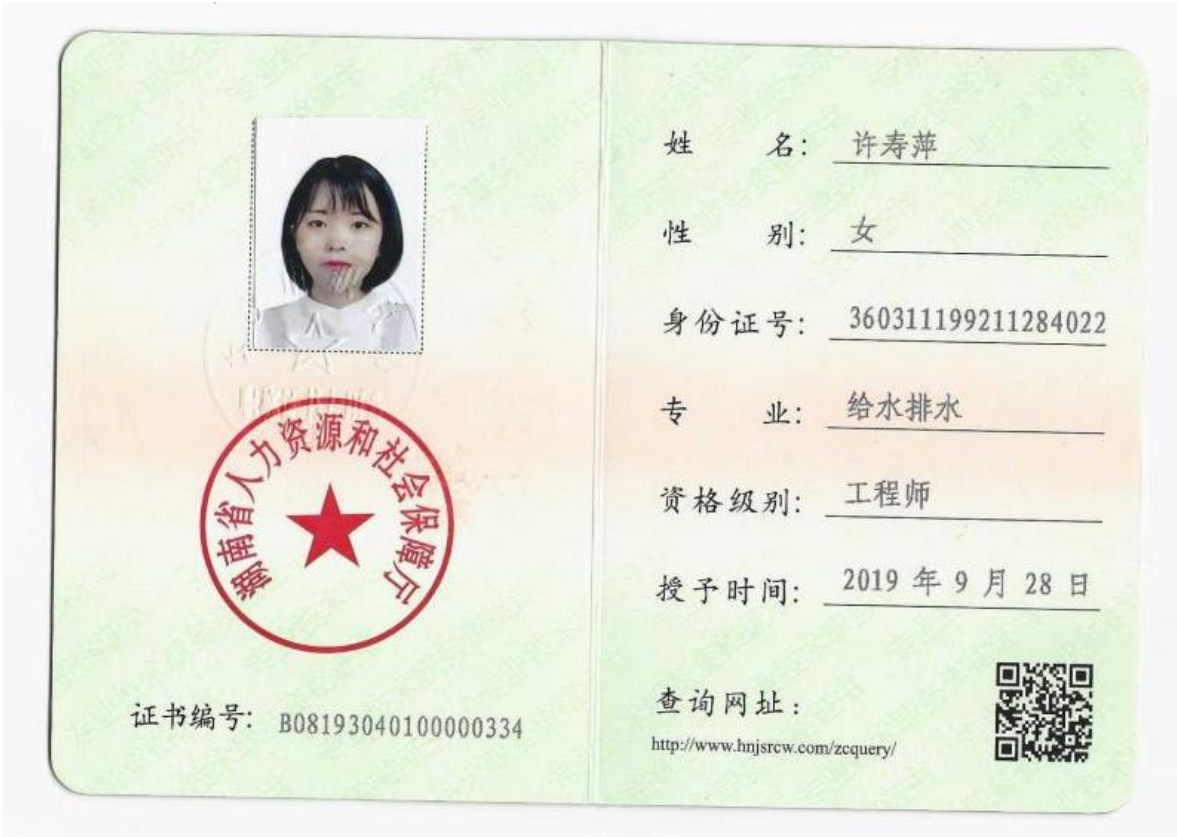 湖南省人力资源和社会保障厅
证书编号: B08193040100000334
姓 名: 许寿萍
性 别: 女
身份证号: 360311199211284022
专 业: 给水排水
资格级别: 工程师
授予时间: 2019 年 9 月 28 日
查询网址:
http://www.hnjsrcw.com/zcquery/